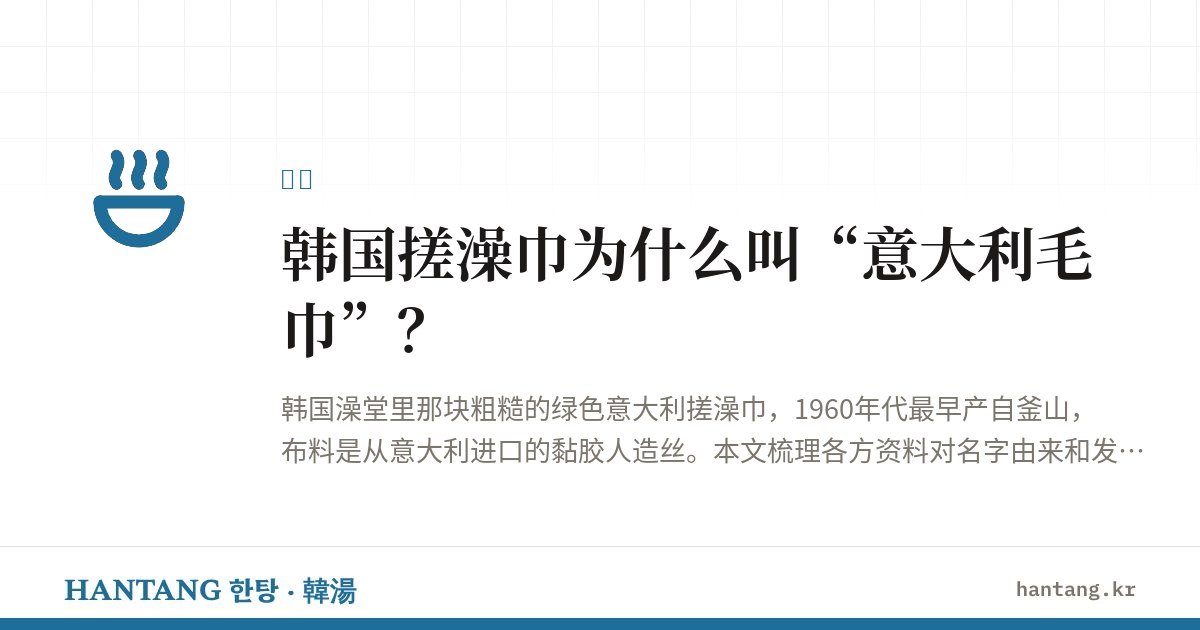 韩国搓澡巾为什么叫“意大利毛
巾”？
韩国澡堂里那块粗糙的绿色意大利搓澡巾，1960年代最早产自釜山，
布料是从意大利进口的黏胶人造丝。本文梳理各方资料对名字由来和发…
HANTANG 한탕 · 韓湯
hantang.kr